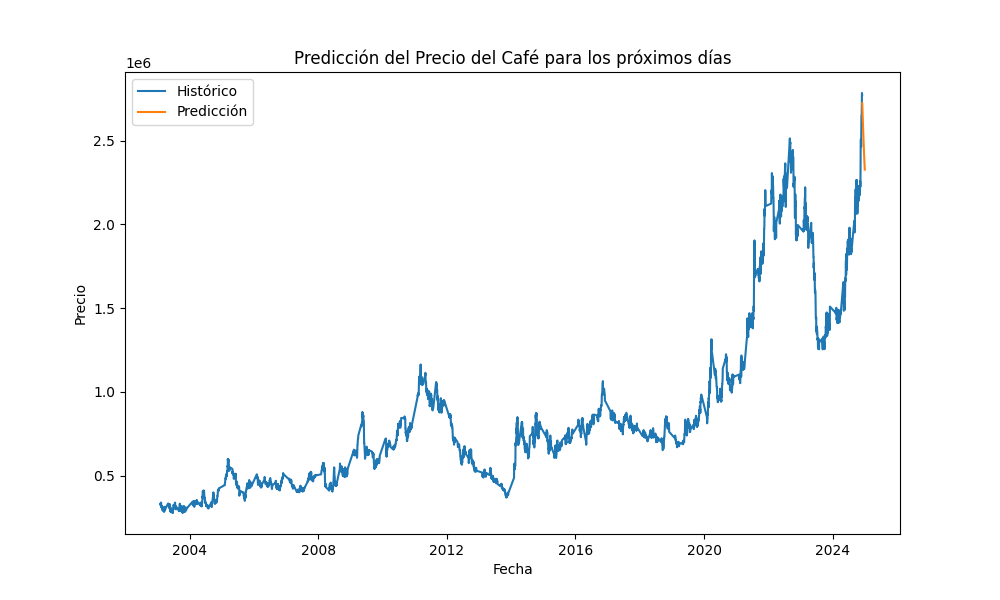 Predicción del Precio del Café para los próximos días
1e6
Histórico
Predicción
2.5
2.0
1.5
1.0
0.5
Precio
2004 2008 2012 2016 2020 2024
Fecha